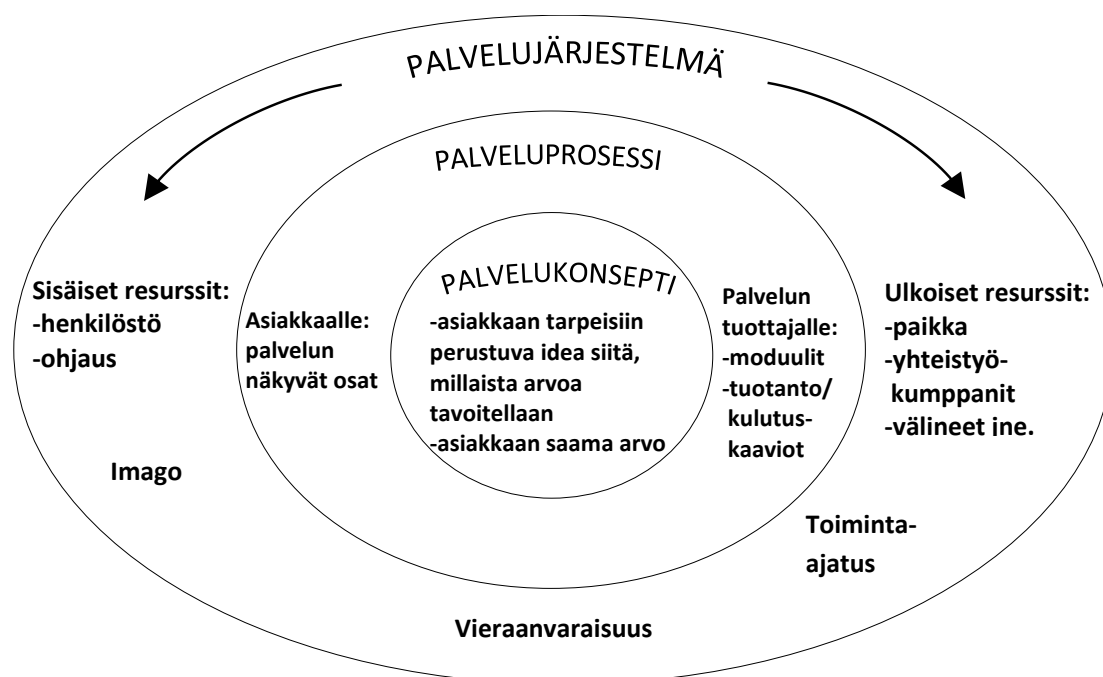 PALVELUJÄRJESTELMÄ
PALVELUPROSESSI
PALVELUKONSEPTI
Sisäiset resurssit:
-henkilöstö
-ohjaus
Asiakkaalle:
palvelun
näkyvät osat
-asiakkaan tarpeisiin
perustuva idea siitä,
millaista arvoa
tavoitellaan
-asiakkaan saama arvo
Palvelun
tuottajalle:
-moduulit
-tuotanto/
kulutus-
kaaviot
Ulkoiset resurssit:
-paikka
-yhteistyö-
kumppanit
-välineet ine.
Imago
Toiminta-
ajatus
Vieraanvaraisuus